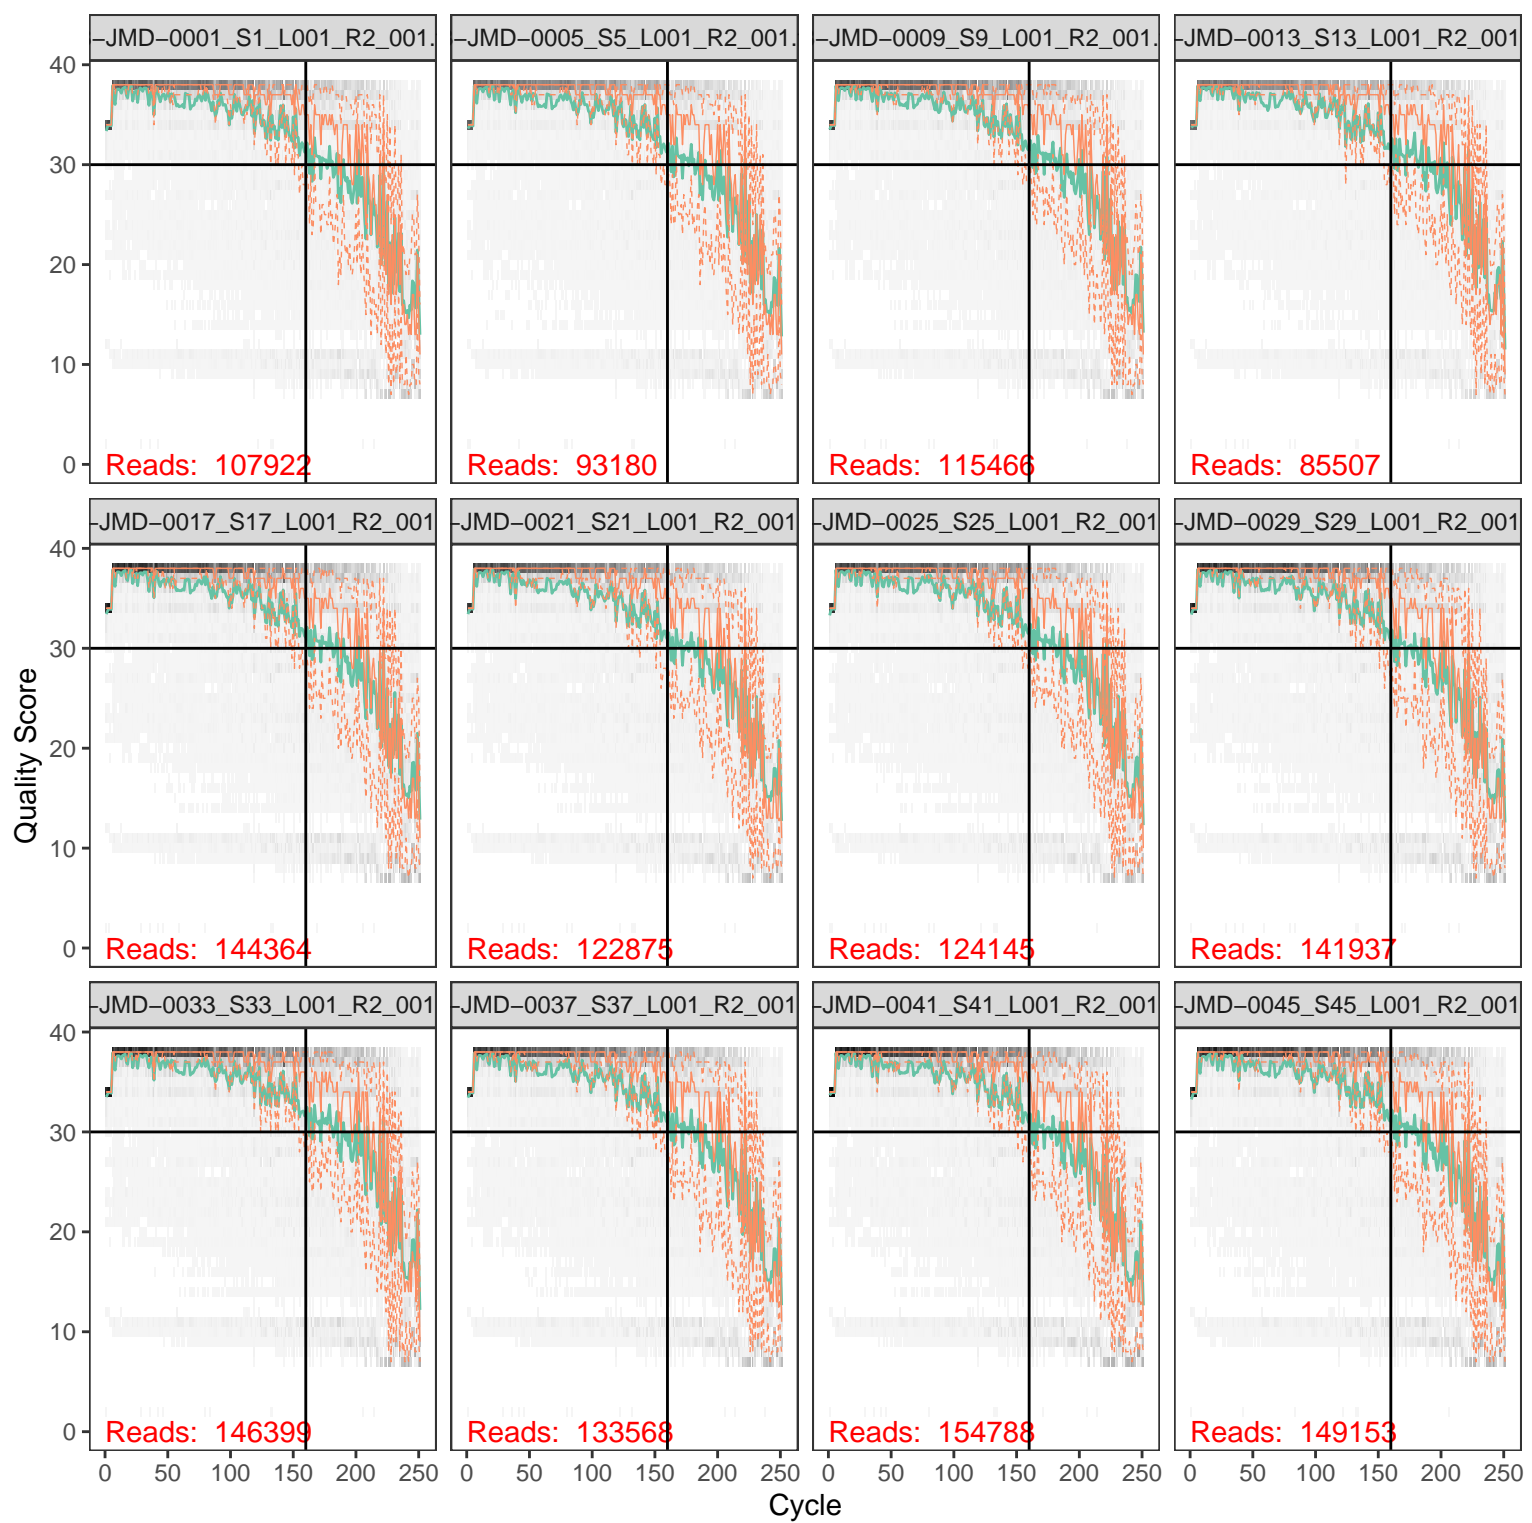 -JMD-0001_S1_L001_R2_001. -JMD-0005_S5_L001_R2_001. -JMD-0009_S9_L001_R2_001. -JMD-0013_S13_L001_R2_001
40
30
20
10
0
Reads: 107922 Reads: 93180 Reads: 115466 Reads: 85507
-JMD-0017_S17_L001_R2_001 -JMD-0021_S21_L001_R2_001 -JMD-0025_S25_L001_R2_001 -JMD-0029_S29_L001_R2_001
40
30
Quality Score
20
10
0
Reads: 144364 Reads: 122875 Reads: 124145 Reads: 141937
-JMD-0033_S33_L001_R2_001 -JMD-0037_S37_L001_R2_001 -JMD-0041_S41_L001_R2_001 -JMD-0045_S45_L001_R2_001
40
30
20
10
0
Reads: 146399 Reads: 133568 Reads: 154788 Reads: 149153
0 50 100 150 200 250 0 50 100 150 200 250 0 50 100 150 200 250 0 50 100 150 200 250
Cycle